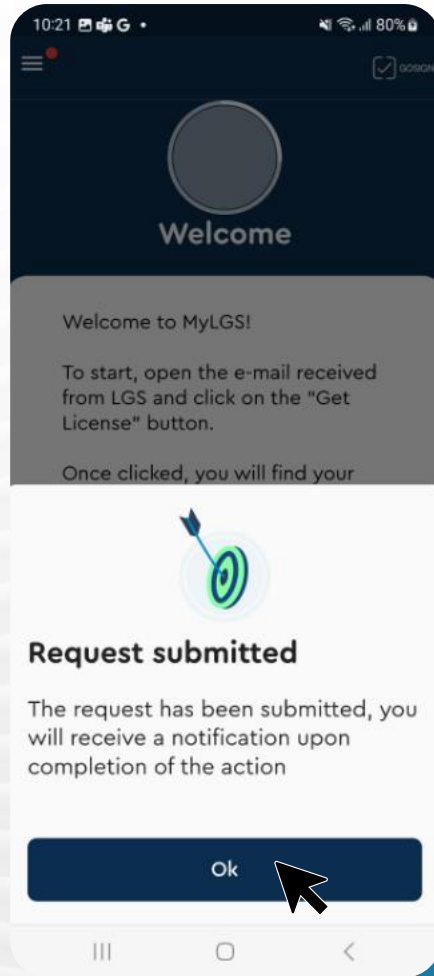 10:21 G • 80%
GOSIGN
Welcome
Welcome to MyLGS!
To start, open the e-mail received
from LGS and click on the "Get
License" button.
Once clicked, you will find your
Request submitted
The request has been submitted, you
will receive a notification upon
completion of the action
Ok